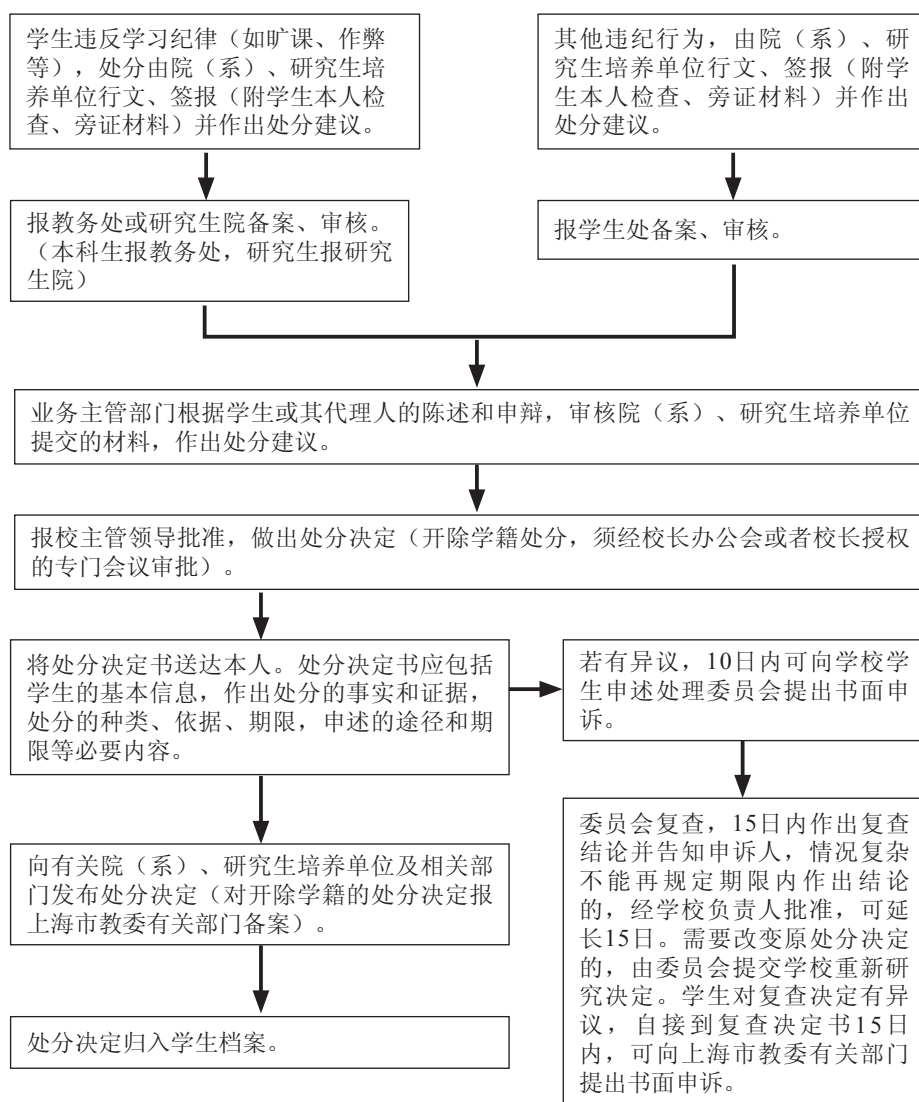 学生违反学习纪律（如旷课、作弊
等），处分由院（系）、研究生培
养单位行文、签报（附学生本人检
查、旁证材料）并作出处分建议。
其他违纪行为，由院（系）、研
究生培养单位行文、签报（附学
生本人检查、旁证材料）并作出
处分建议。
报教务处或研究生院备案、审核。
（本科生报教务处，研究生报研究
生院）
报学生处备案、审核。
业务主管部门根据学生或其代理人的陈述和申辩，审核院（系）、研究生培养单位
提交的材料，作出处分建议。
报校主管领导批准，做出处分决定（开除学籍处分，须经校长办公会或者校长授权
的专门会议审批）。
将处分决定书送达本人。处分决定书应包括
学生的基本信息，作出处分的事实和证据，
处分的种类、依据、期限，申述的途径和期
限等必要内容。
若有异议，10日内可向学校学
生申述处理委员会提出书面申
诉。
向有关院（系）、研究生培养单位及相关部
门发布处分决定（对开除学籍的处分决定报
上海市教委有关部门备案）。
委员会复查，15日内作出复查
结论并告知申诉人，情况复杂
不能再规定期限内作出结论
的，经学校负责人批准，可延
长15日。需要改变原处分决定
的，由委员会提交学校重新研
究决定。学生对复查决定有异
议，自接到复查决定书15日
内，可向上海市教委有关部门
提出书面申诉。
处分决定归入学生档案。